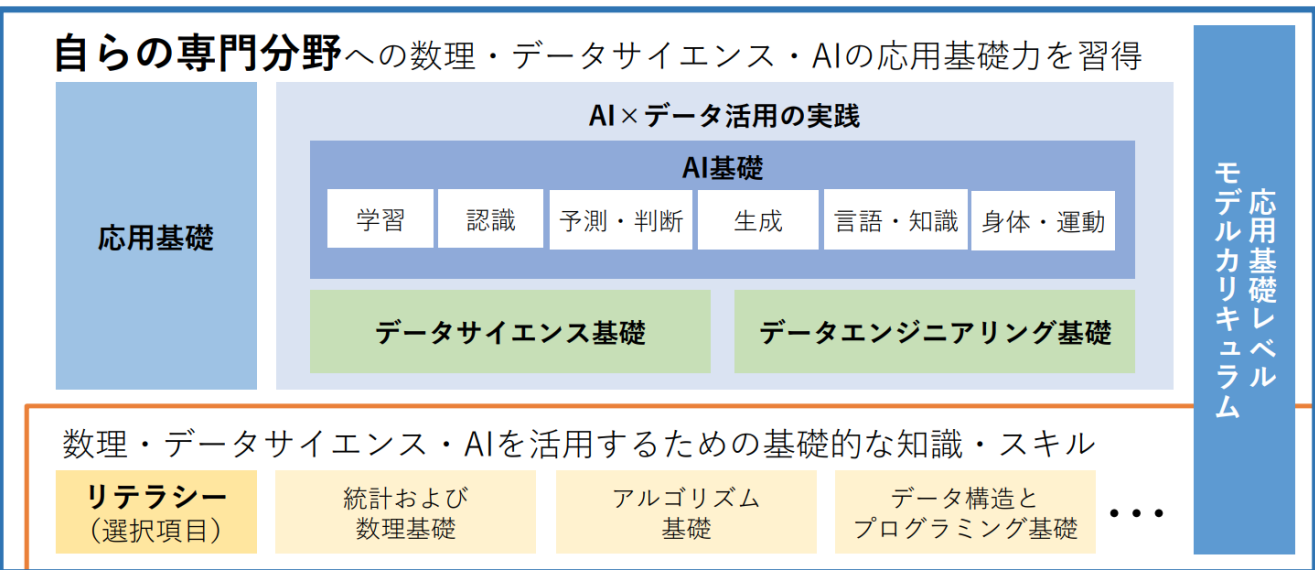 自らの専門分野への数理・データサイエンス・AIの応用基礎力を習得
応用基礎
AI×データ活用の実践
AI基礎
学習
認識
予測・判断
生成
言語・知識
身体・運動
データサイエンス基礎
データエンジニアリング基礎
応用基礎レベル
モデルカリキュラム
数理・データサイエンス・AIを活用するための基礎的な知識・スキル
リテラシー
（選択項目）
統計および
数理基礎
アルゴリズム
基礎
データ構造と
プログラミング基礎
・・・